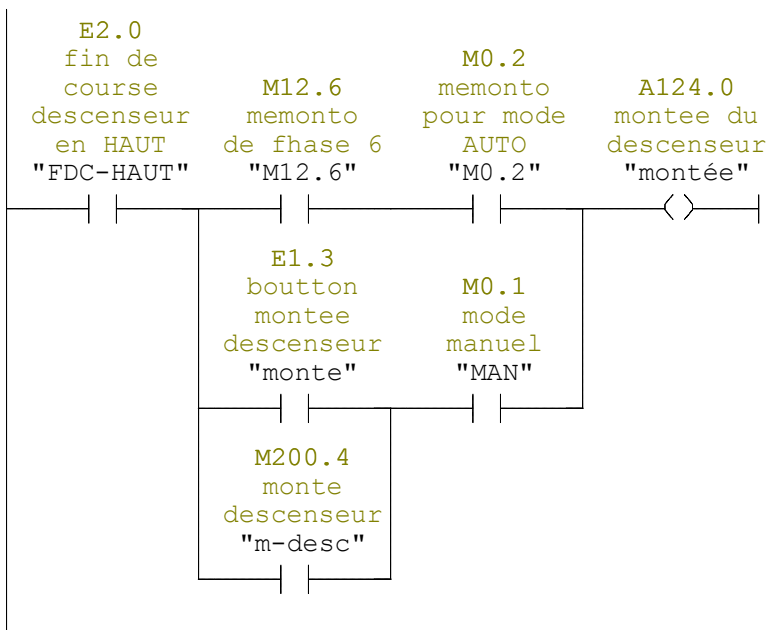 E2.0
fin de
course
descenseur
en HAUT
"FDC-HAUT"
M12.6
memonto
de fhase 6
"M12.6"
M0.2
memonto
pour mode
AUTO
"M0.2"
A124.0
montee du
descenseur
"montée"
E1.3
boutton
montee
descenseur
"monte"
M0.1
mode
manuel
"MAN"
M200.4
monte
descenseur
"m-desc"